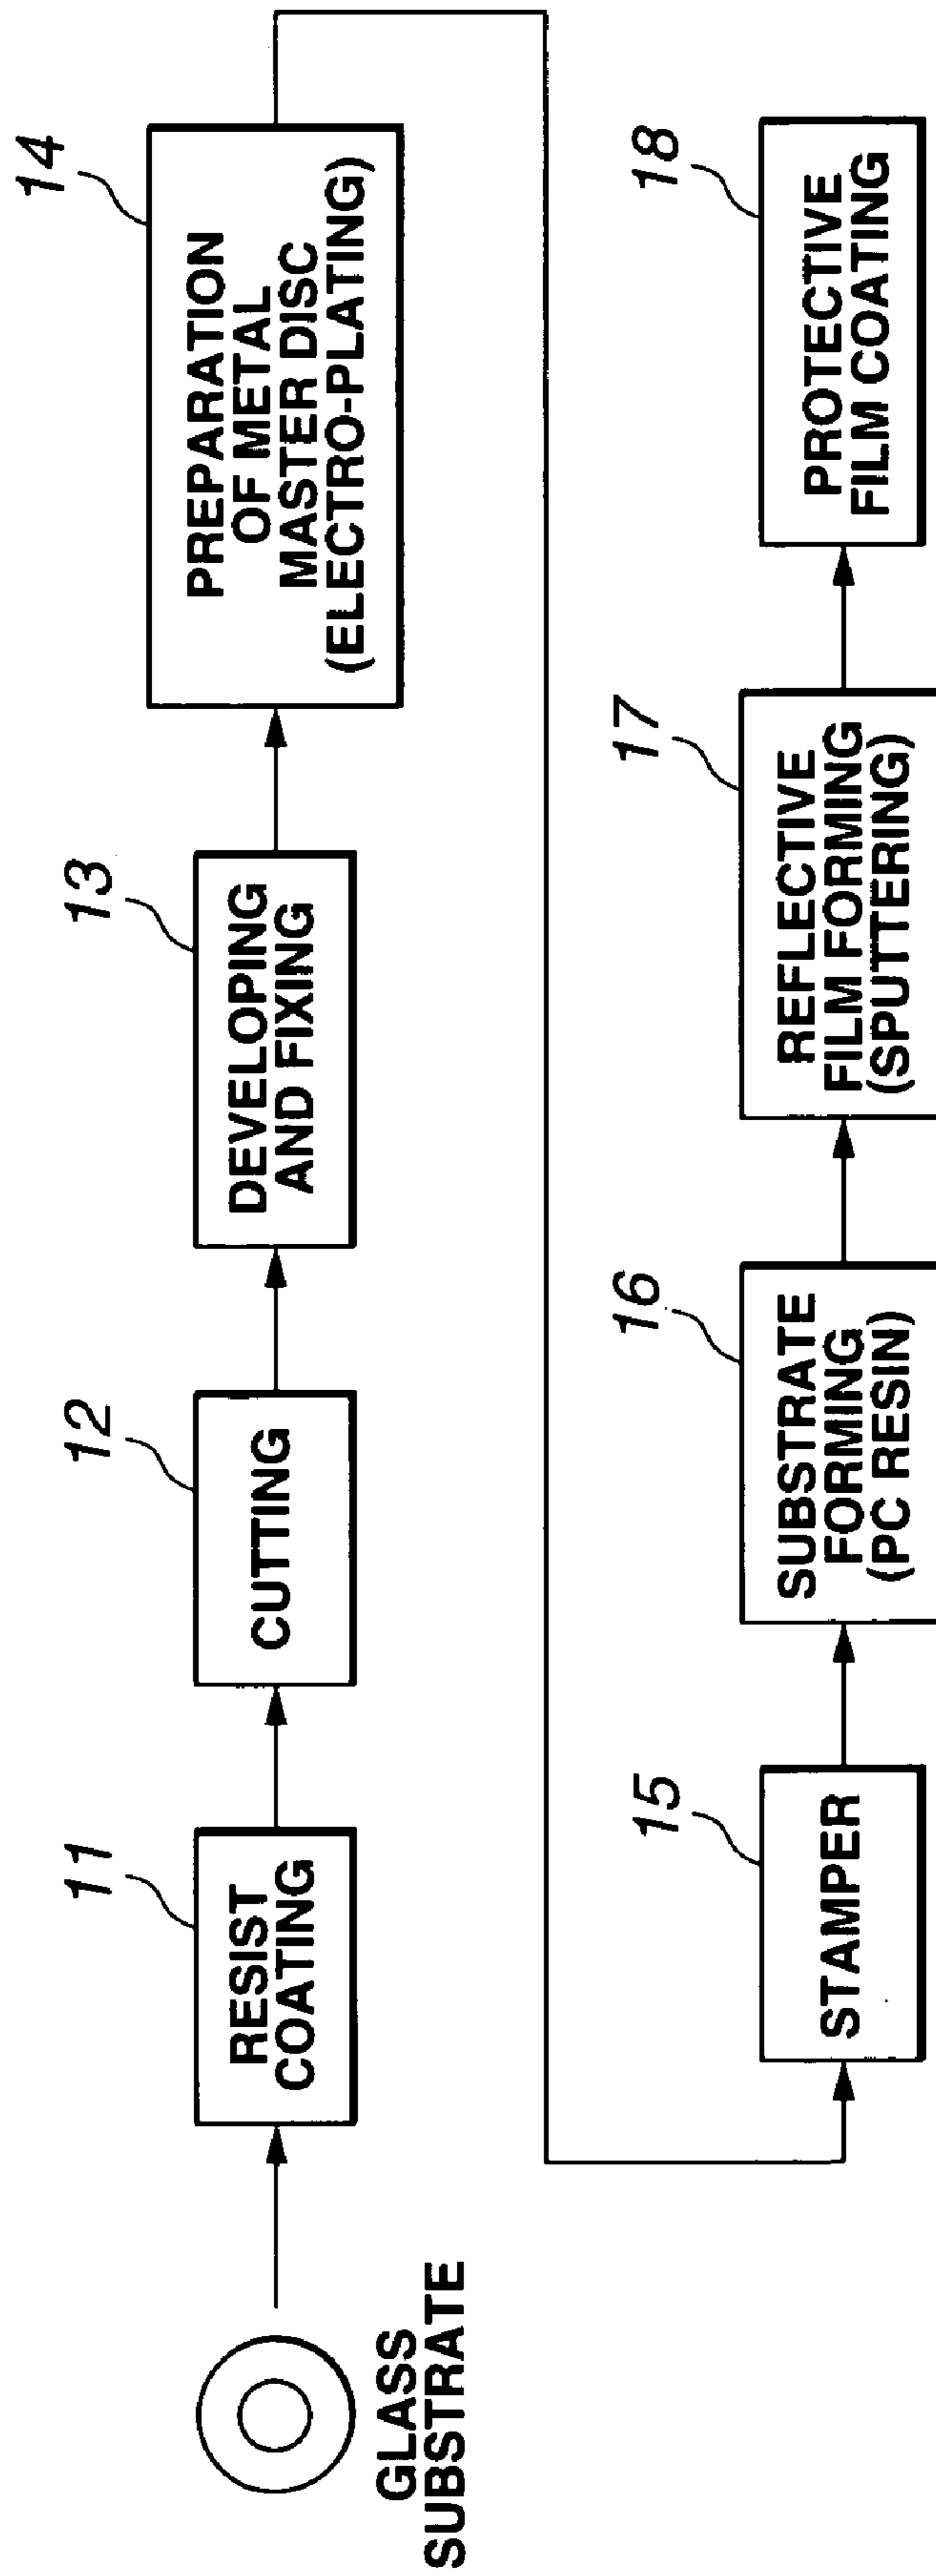 GLASS
SUBSTRATE
11
RESIST
COATING
12
CUTTING
13
DEVELOPING
AND FIXING
14
PREPARATION
OF METAL
MASTER DISC
(ELECTRO-PLATING)
15
STAMPER
16
SUBSTRATE
FORMING
(PC RESIN)
17
REFLECTIVE
FILM FORMING
(SPUTTERING)
18
PROTECTIVE
FILM COATING